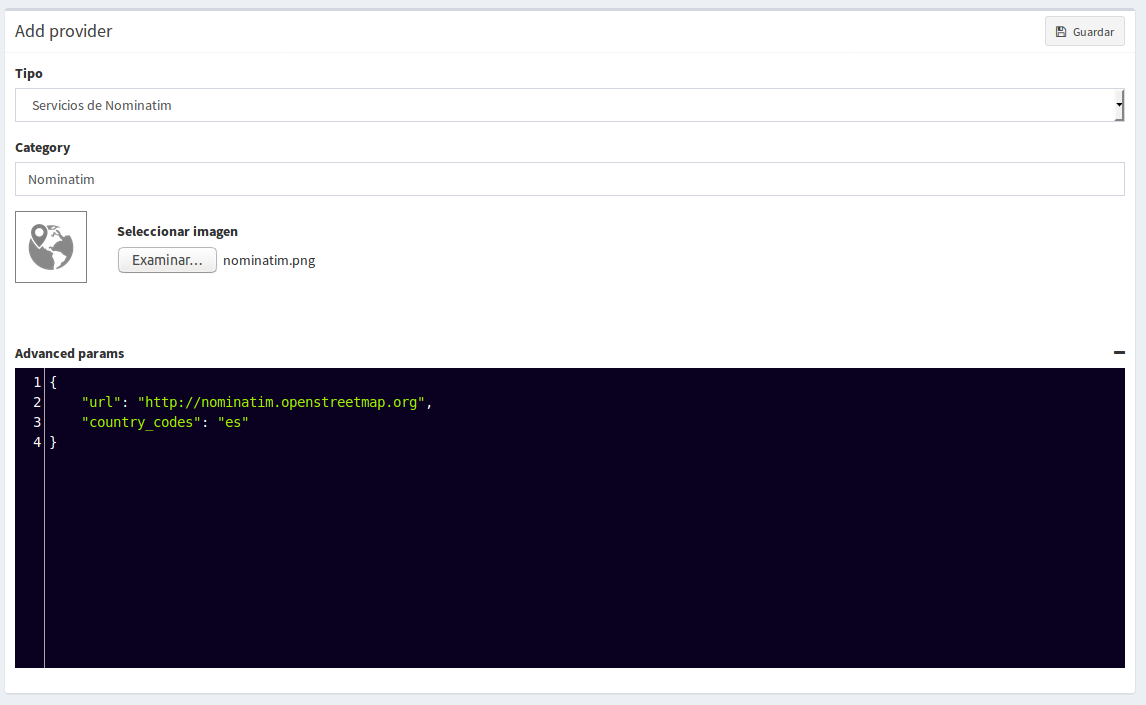 Add provider
Guardar
Tipo
Servicios de Nominatim
Category
Nominatim
Seleccionar imagen
Examinar... nominatim.png
Advanced params
1 {
2     "url": "http://nominatim.openstreetmap.org",
3     "country_codes": "es"
4 }